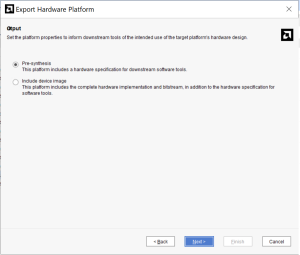 Export Hardware Platform
Output
Set the platform properties to inform downstream tools of the intended use of the target platform's hardware design.
Pre-synthesis
This platform includes a hardware specification for downstream software tools.
Include device image
This platform includes the complete hardware implementation and bitstream, in addition to the hardware specification for
software tools.
< Back
Next >
Finish
Cancel